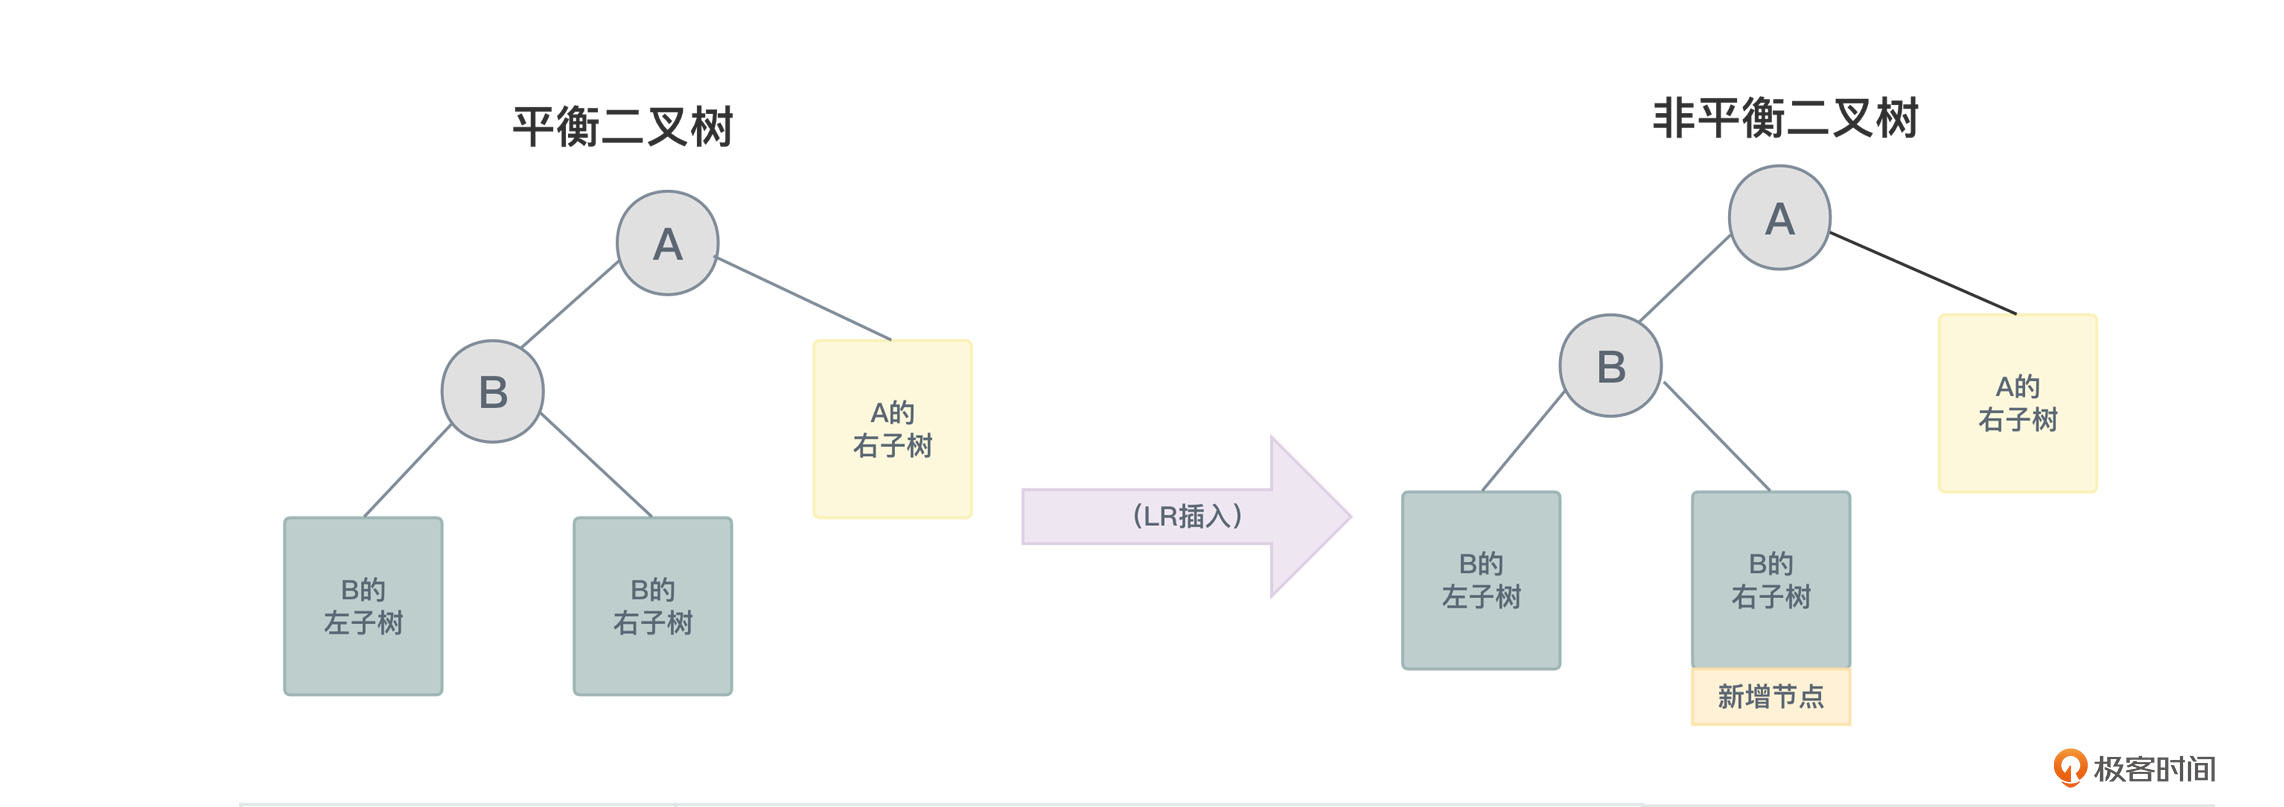 平衡二叉树
A
B
A的
右子树
B的
左子树
B的
右子树
（LR插入）
非平衡二叉树
A
B
A的
右子树
B的
左子树
B的
右子树
新增节点
极客时间